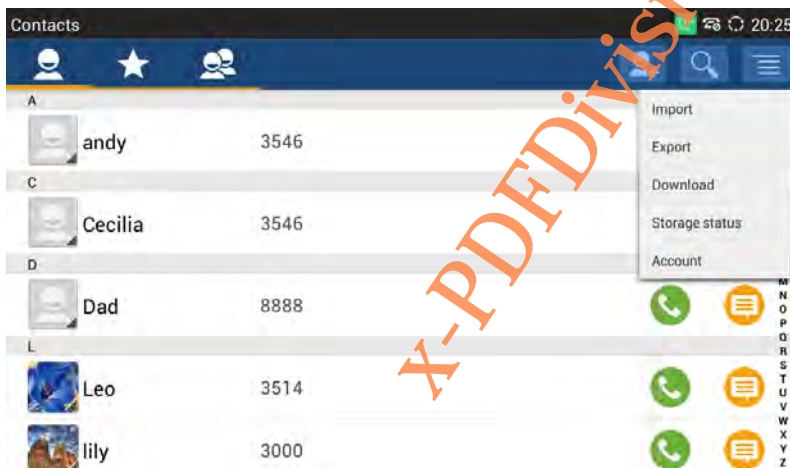 Contacts 20:25
A
andy 3546
Import
Export
C
Download
Cecilia 3546
Storage status
D
Account
Dad 8888
L
Leo 3514
lily 3000
M
N
O
P
Q
R
S
T
U
V
W
X
Y
Z
x-PDFDivisi